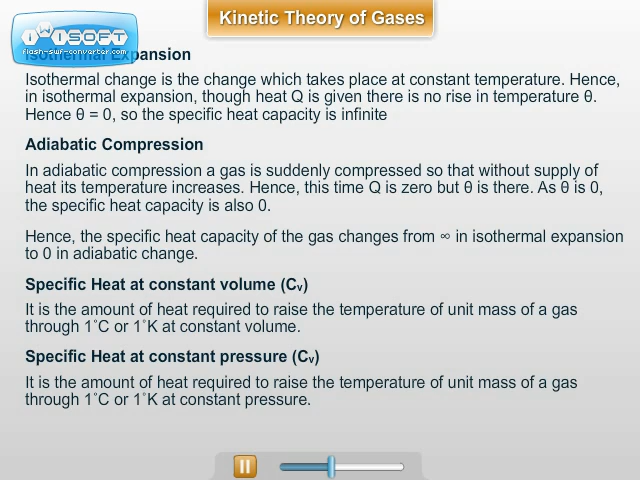 iWiSOFT
flash-swf-converter.com
Kinetic Theory of Gases
Isothermal Expansion
Isothermal change is the change which takes place at constant temperature. Hence,
in isothermal expansion, though heat Q is given there is no rise in temperature θ.
Hence θ = 0, so the specific heat capacity is infinite
Adiabatic Compression
In adiabatic compression a gas is suddenly compressed so that without supply of
heat its temperature increases. Hence, this time Q is zero but θ is there. As θ is 0,
the specific heat capacity is also 0.
Hence, the specific heat capacity of the gas changes from ∞ in isothermal expansion
to 0 in adiabatic change.
Specific Heat at constant volume (Cv)
It is the amount of heat required to raise the temperature of unit mass of a gas
through 1˚C or 1˚K at constant volume.
Specific Heat at constant pressure (Cv)
It is the amount of heat required to raise the temperature of unit mass of a gas
through 1˚C or 1˚K at constant pressure.